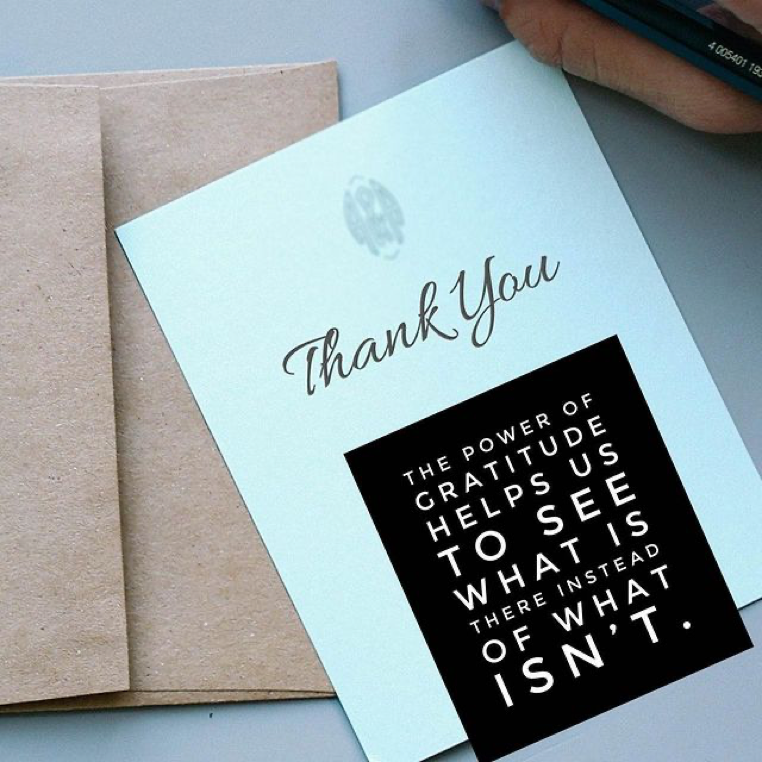 4 005401 193
Thank You
THE POWER OF
GRATITUDE
HELPS US
TO SEE
WHAT IS
THERE INSTEAD
OF WHAT
ISN'T.